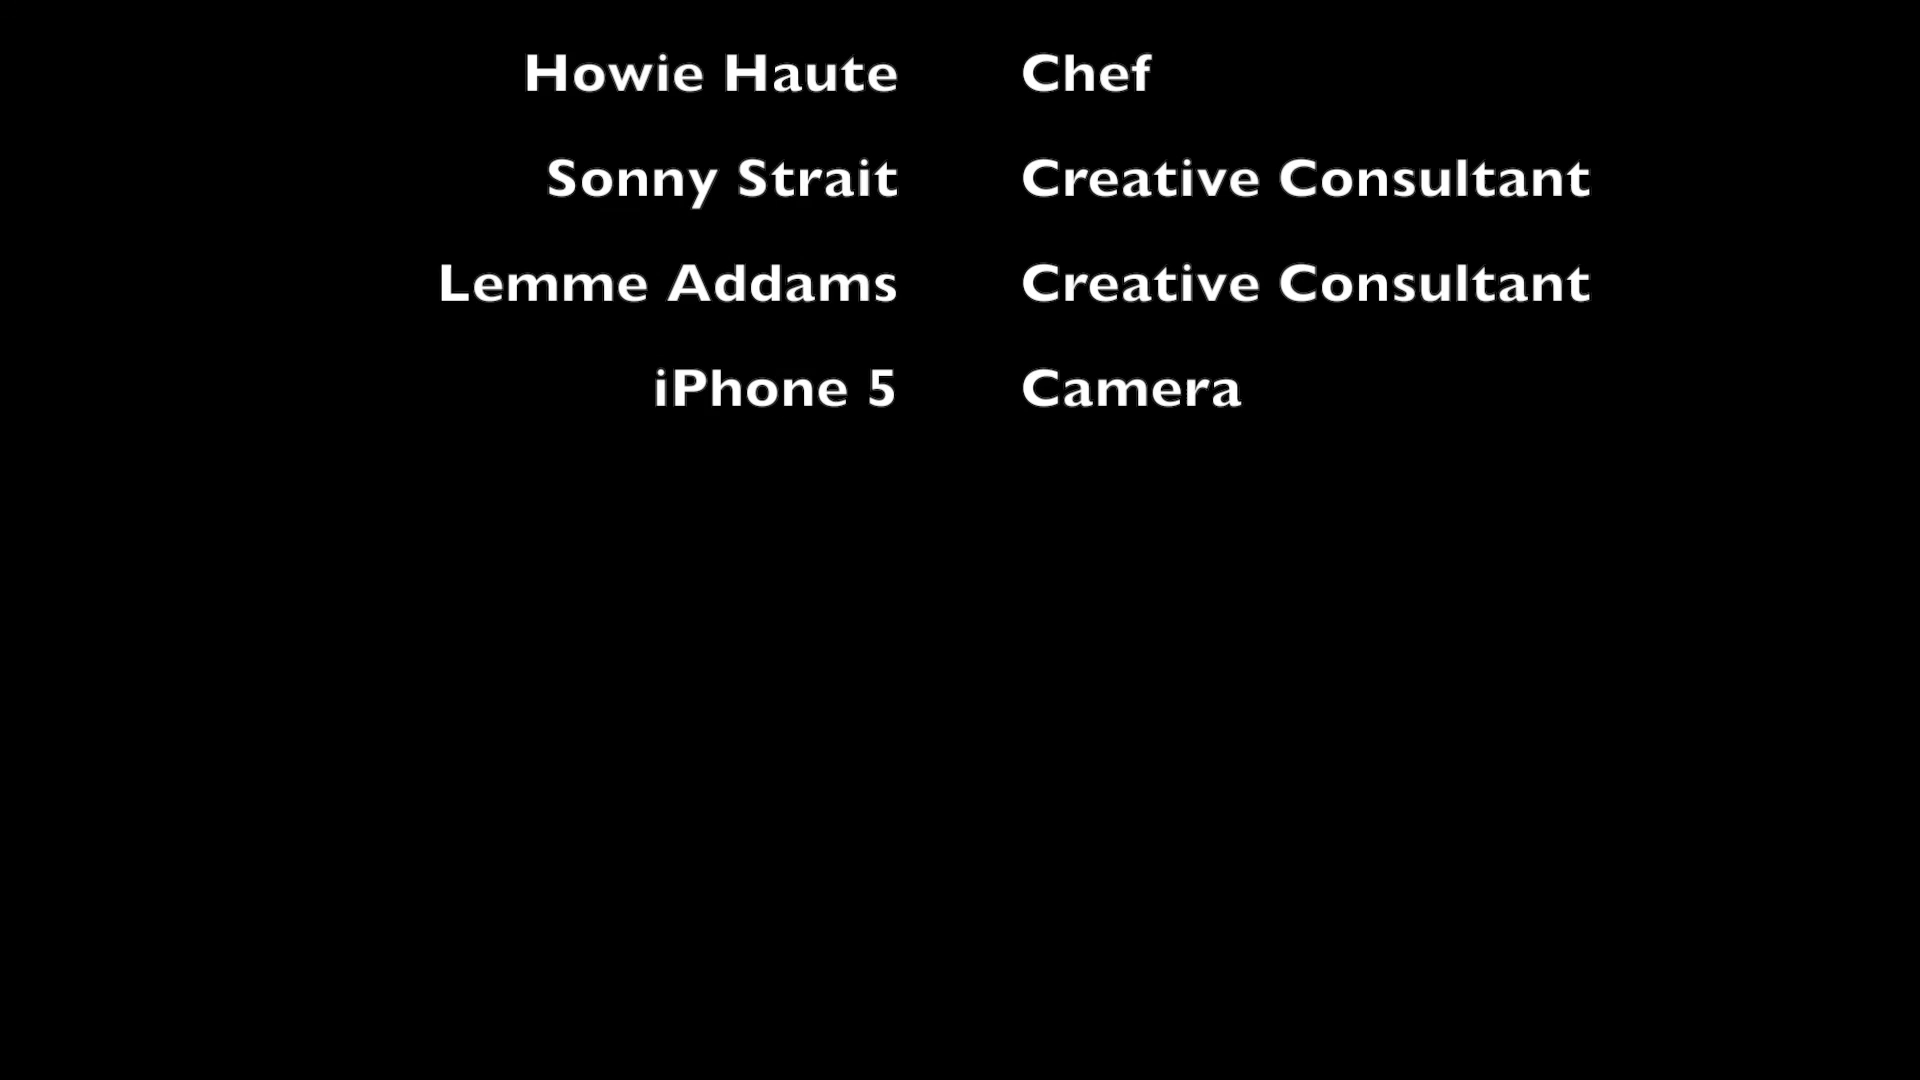 Howie Haute Chef
Sonny Strait Creative Consultant
Lemme Addams Creative Consultant
iPhone 5 Camera